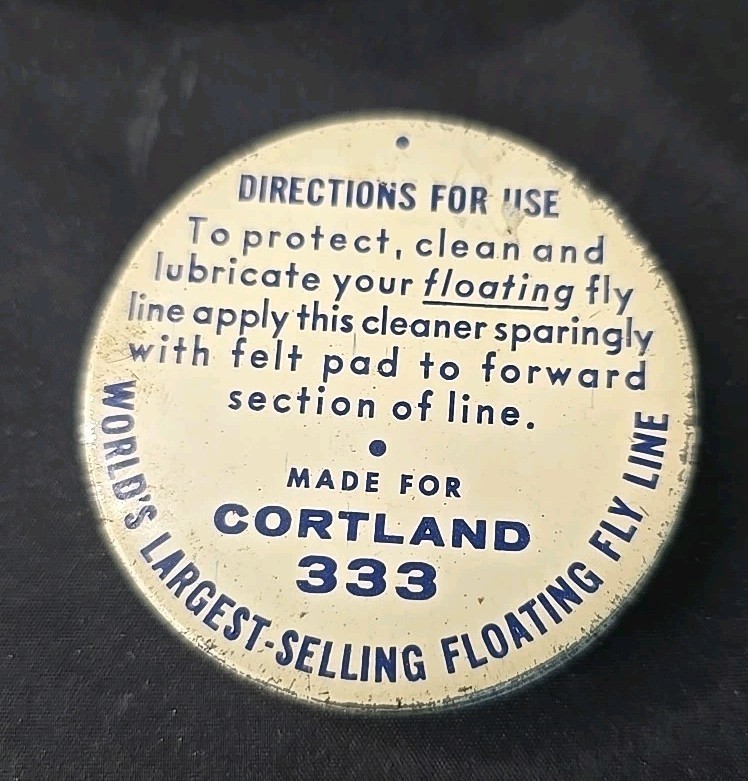 DIRECTIONS FOR USE
To protect, clean and
lubricate your floating fly
line apply this cleaner sparingly
with felt pad to forward
section of line.
MADE FOR
CORTLAND
333
WORLD'S LARGEST-SELLING FLOATING FLY LINE